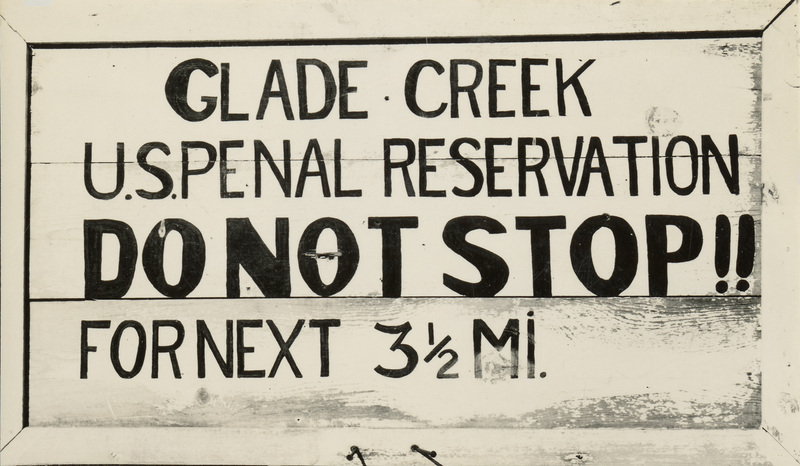 GLADE CREEK
U.S. PENAL RESERVATION
DO NOT STOP!!
FOR NEXT 3½ Mi.